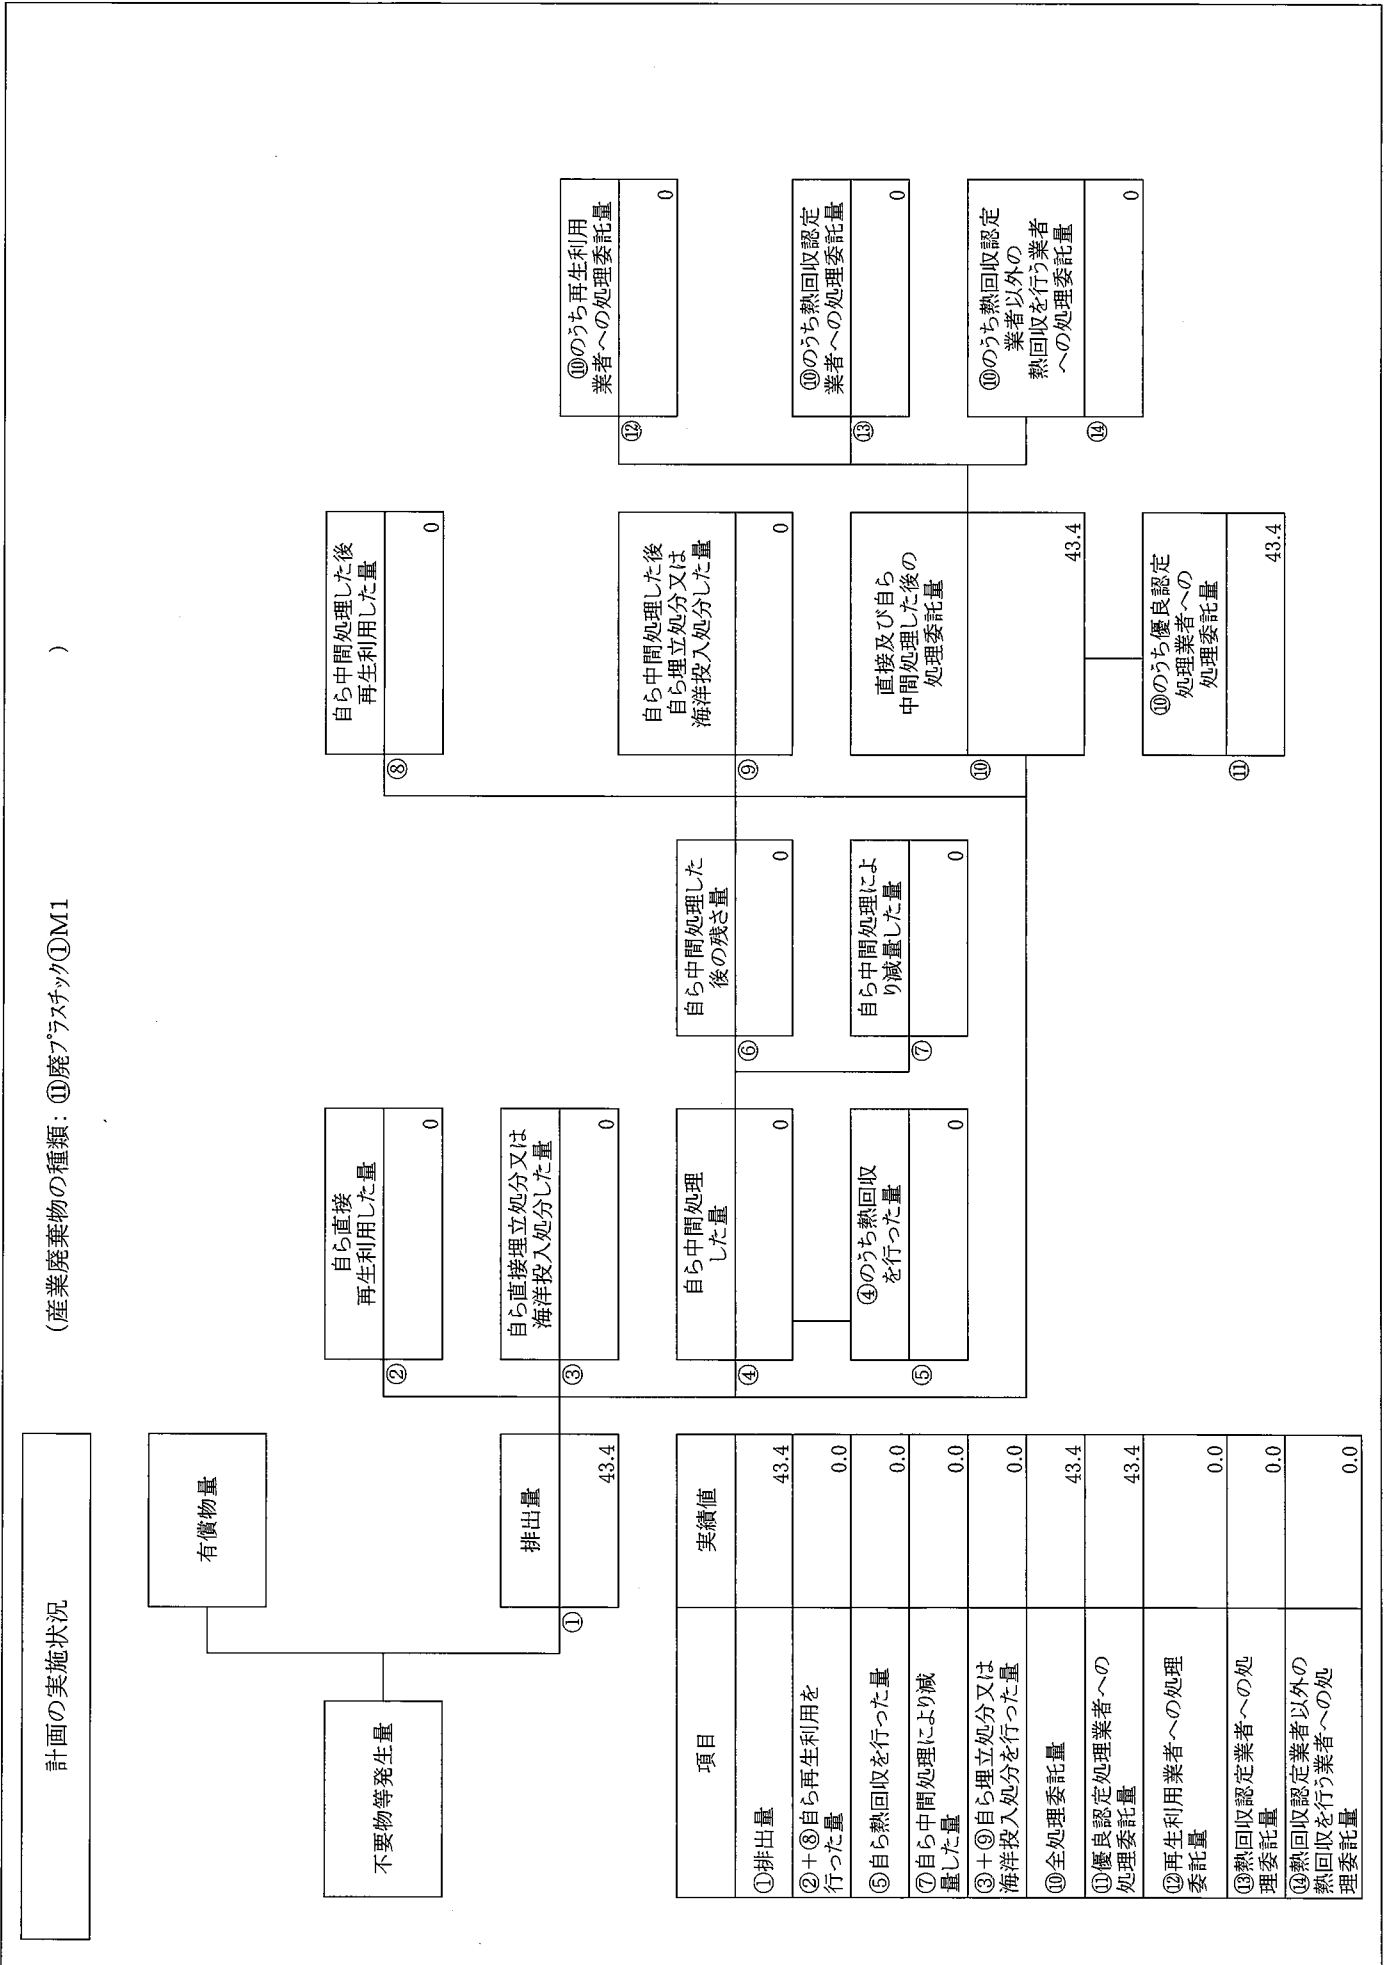 計画の実施状況
(産業廃棄物の種類：⑪廃プラスチック①M1
)
不要物等発生量
有償物量
①
排出量
43.4
②
自ら直接
再生利用した量
0
③
自ら直接埋立処分又は
海洋投入処分した量
0
④
自ら中間処理
した量
0
⑤
④のうち熱回収
を行った量
0
⑥
自ら中間処理した
後の残さ量
0
⑦
自ら中間処理によ
り減量した量
0
⑧
自ら中間処理した後
再生利用した量
0
⑨
自ら中間処理した後
自ら埋立処分又は
海洋投入処分した量
0
⑩
直接及び自ら
中間処理した後の
処理委託量
43.4
⑪
⑩のうち優良認定
処理業者への
処理委託量
43.4
⑫
⑩のうち再生利用
業者への処理委託量
0
⑬
⑩のうち熱回収認定
業者への処理委託量
0
⑭
⑩のうち熱回収認定
業者以外の
熱回収を行う業者
への処理委託量
0
項目 実績値
①排出量 43.4
②＋⑧自ら再生利用を
行った量 0.0
⑤自ら熱回収を行った量 0.0
⑦自ら中間処理により減
量した量 0.0
③＋⑨自ら埋立処分又は
海洋投入処分を行った量 0.0
⑩全処理委託量 43.4
⑪優良認定処理業者への
処理委託量 43.4
⑫再生利用業者への処理
委託量 0.0
⑬熱回収認定業者への処
理委託量 0.0
⑭熱回収認定業者以外の
熱回収を行う業者への処
理委託量 0.0